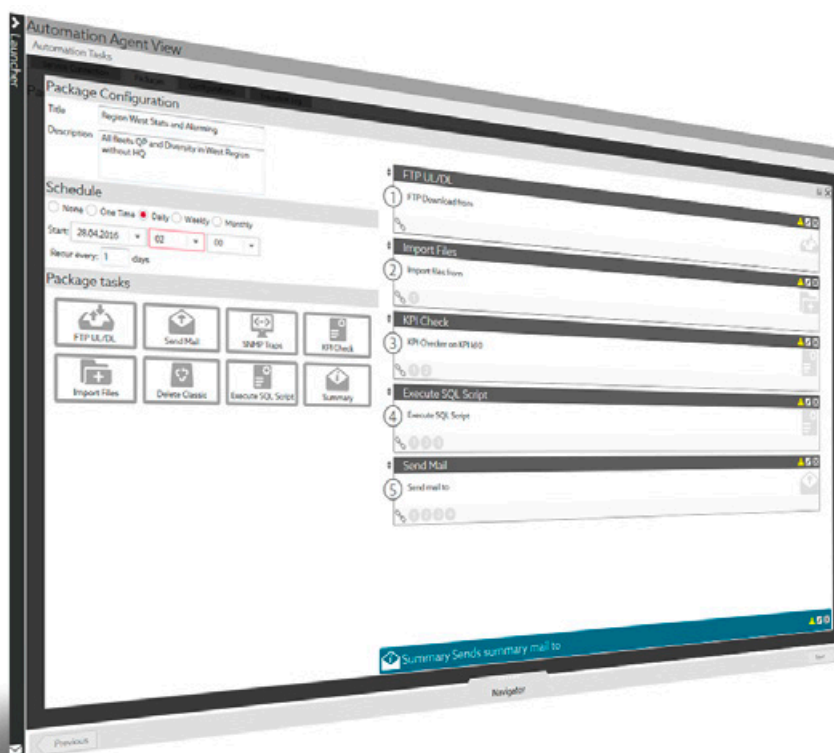 Launcher
Automation Agent View
Automation Tasks
Package Configuration
Title
Region West Stats and Alarming
Description
All fleets QP and Diversity in West Region
without HQ
Schedule
None One Time Daily Weekly Monthly
Start: 28.04.2016 02 00
Recur every: 1 days
Package tasks
FTP UL/DL
Send Mail
SNMP Traps
KPI Check
Import Files
Delete Classic
Execute SQL Script
Summary
FTP UL/DL
1 FTP Download from
Import Files
2 Import files from
KPI Check
3 KPI Checker on KPI
Execute SQL Script
4 Execute SQL Script
Send Mail
5 Send mail to
Summary Sends summary mail to
Navigator
Previous